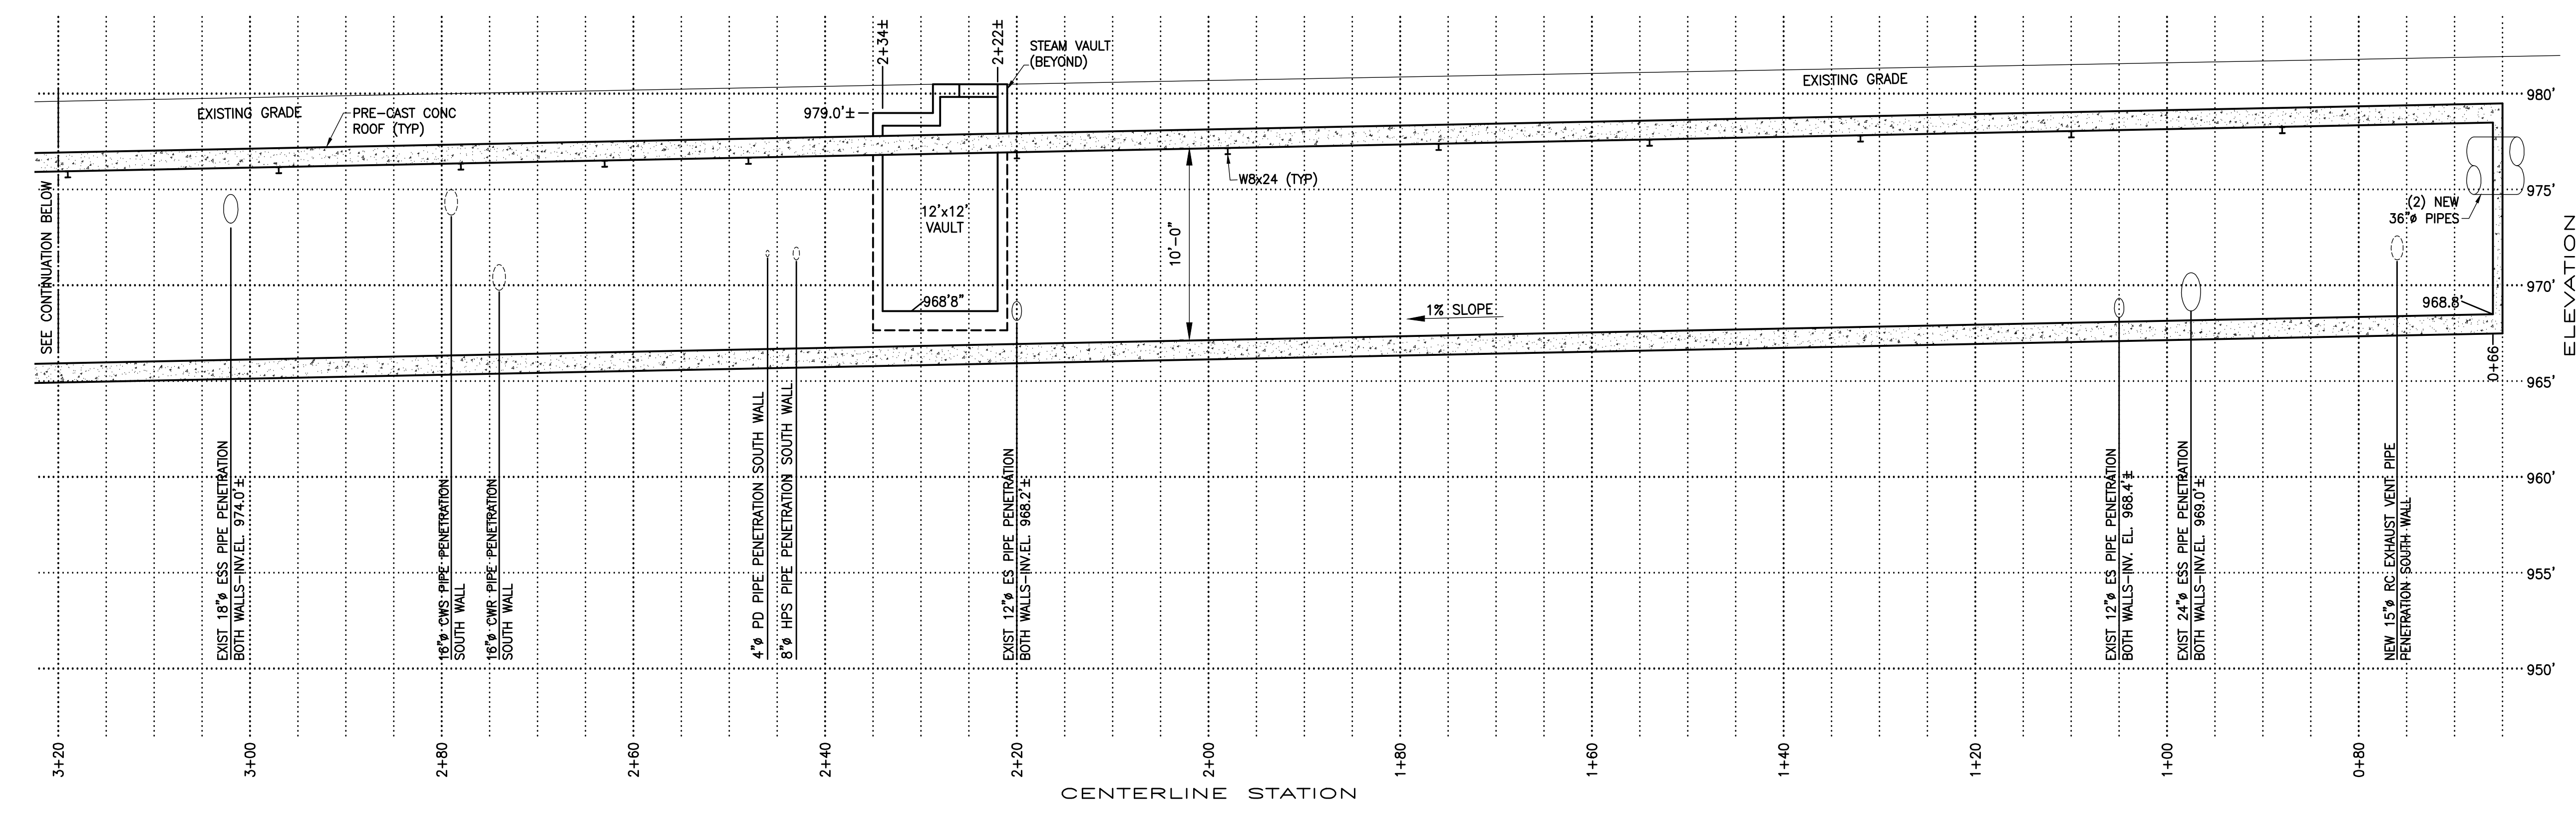 2+34±
2+22±
STEAM VAULT
(BEYOND)
EXISTING GRADE
980'
EXISTING GRADE
PRE-CAST CONC
ROOF (TYP)
979.0'±
W8x24 (TYP)
975'
(2) NEW
36"ø PIPES
SEE CONTINUATION BELOW
12'x12'
VAULT
10'-0"
ELEVATION
970'
968'8"
1% SLOPE
968.8'
0+66
965'
960'
955'
950'
EXIST 18"ø ESS PIPE PENETRATION
BOTH WALLS-INV.EL. 974.0'±
16"ø CWS PIPE PENETRATION
SOUTH WALL
16"ø CWR PIPE PENETRATION
SOUTH WALL
4"ø PD PIPE PENETRATION SOUTH WALL
8"ø HPS PIPE PENETRATION SOUTH WALL
EXIST 12"ø ES PIPE PENETRATION
BOTH WALLS-INV.EL. 968.2'±
EXIST 12"ø ES PIPE PENETRATION
BOTH WALLS-INV. EL. 968.4'±
EXIST 24"ø ESS PIPE PENETRATION
BOTH WALLS-INV.EL. 969.0'±
NEW 15"ø RC EXHAUST VENT PIPE
PENETRATION SOUTH WALL
3+20
3+00
2+80
2+60
2+40
2+20
2+00
1+80
1+60
1+40
1+20
1+00
0+80
CENTERLINE STATION